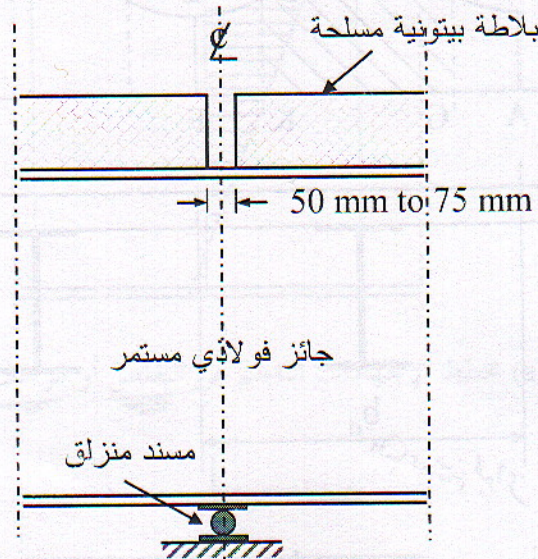 ℄
بلاطة بيتونية مسلحة
50 mm to 75 mm
جائز فولاذي مستمر
مسند منزلق